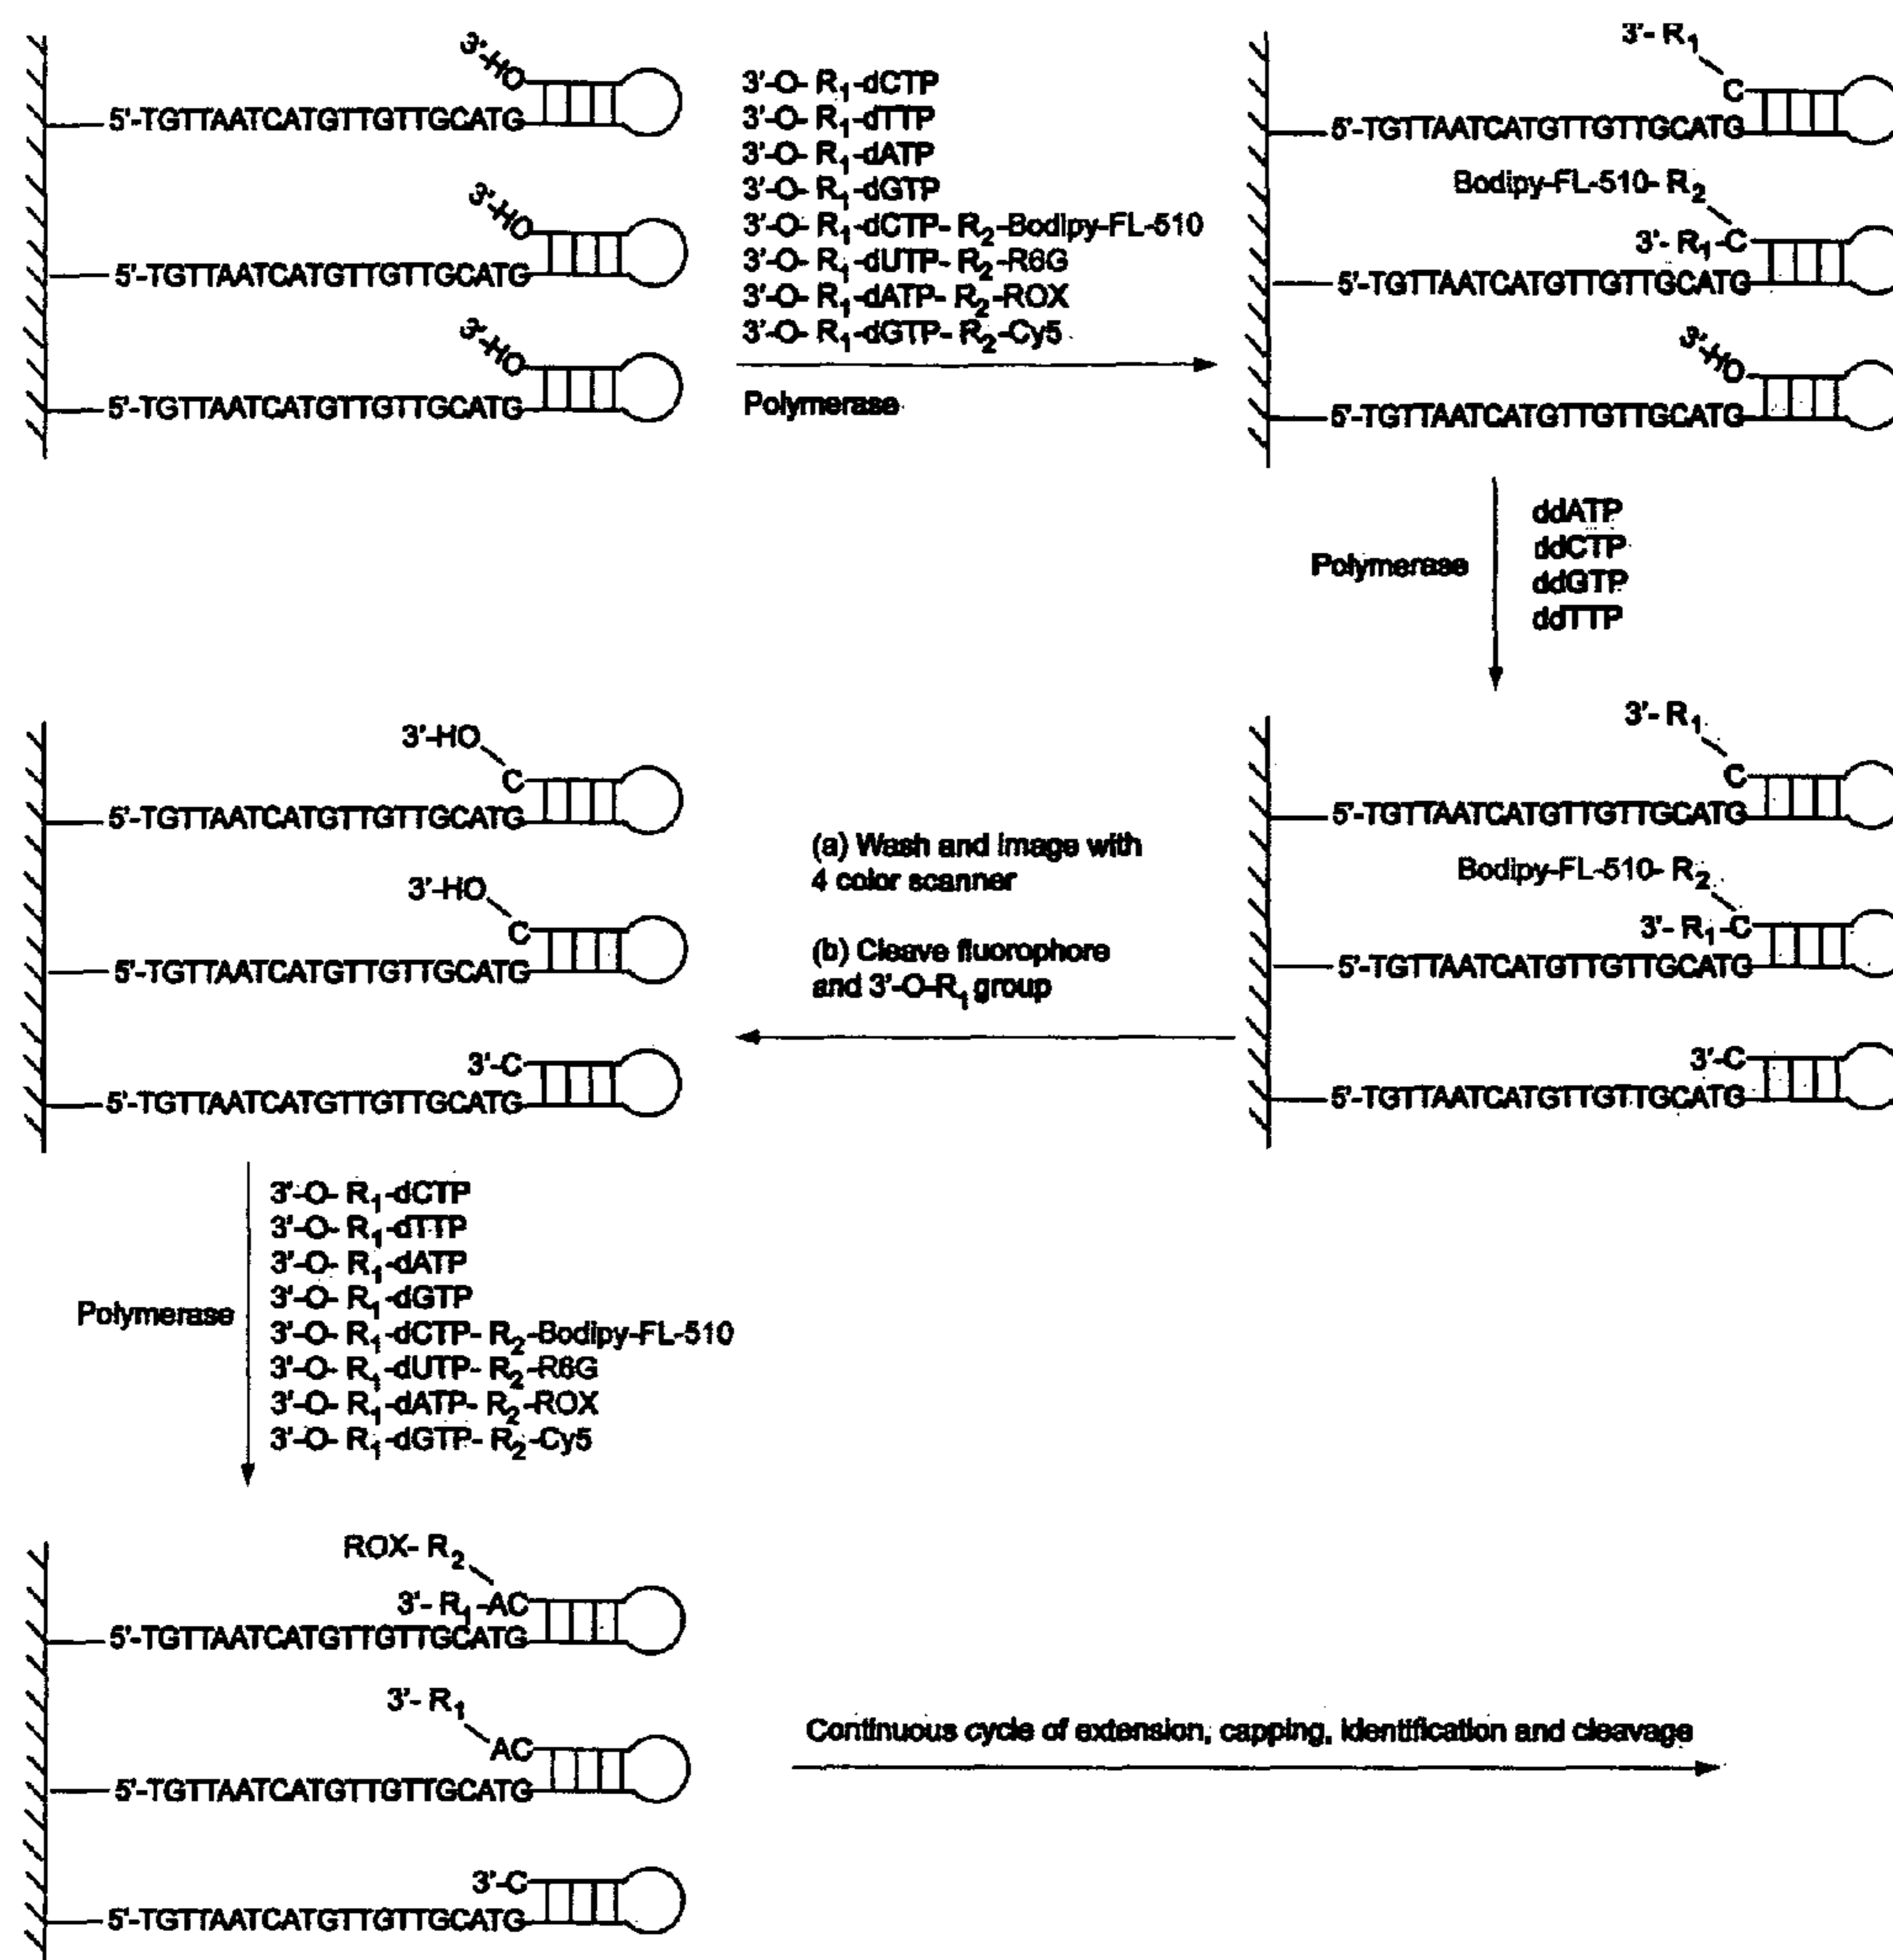 3'-HO
5'-TGTTAATCATGTTGTTGCATG
3'-HO
5'-TGTTAATCATGTTGTTGCATG
3'-HO
5'-TGTTAATCATGTTGTTGCATG
3'-O- R1-dCTP
3'-O- R1-dTTP
3'-O- R1-dATP
3'-O- R1-dGTP
3'-O- R1-dCTP- R2-Bodipy-FL-510
3'-O- R1-dUTP- R2-R6G
3'-O- R1-dATP- R2-ROX
3'-O- R1-dGTP- R2-Cy5
Polymerase
3'- R1
C
5'-TGTTAATCATGTTGTTGCATG
Bodipy-FL-510- R2
3'- R1-C
5'-TGTTAATCATGTTGTTGCATG
3'-HO
5'-TGTTAATCATGTTGTTGCATG
Polymerase
ddATP
ddCTP
ddGTP
ddTTP
3'- R1
C
5'-TGTTAATCATGTTGTTGCATG
Bodipy-FL-510- R2
3'- R1-C
5'-TGTTAATCATGTTGTTGCATG
3'-C
5'-TGTTAATCATGTTGTTGCATG
(a) Wash and image with
4 color scanner
(b) Cleave fluorophore
and 3'-O-R1 group
3'-HO
C
5'-TGTTAATCATGTTGTTGCATG
3'-HO
C
5'-TGTTAATCATGTTGTTGCATG
3'-C
5'-TGTTAATCATGTTGTTGCATG
Polymerase
3'-O- R1-dCTP
3'-O- R1-dTTP
3'-O- R1-dATP
3'-O- R1-dGTP
3'-O- R1-dCTP- R2-Bodipy-FL-510
3'-O- R1-dUTP- R2-R6G
3'-O- R1-dATP- R2-ROX
3'-O- R1-dGTP- R2-Cy5
ROX- R2
3'- R1-AC
5'-TGTTAATCATGTTGTTGCATG
3'- R1
AC
5'-TGTTAATCATGTTGTTGCATG
3'-C
5'-TGTTAATCATGTTGTTGCATG
Continuous cycle of extension, capping, identification and cleavage